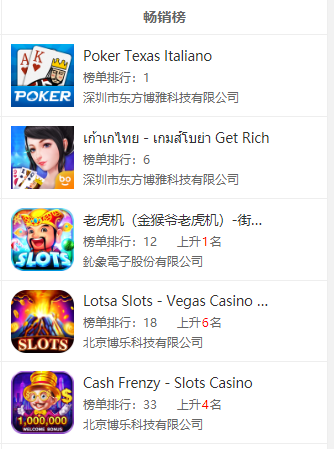 畅销榜
Poker Texas Italiano
榜单排行：1
深圳市东方博雅科技有限公司
A K
POKER
เก้าเกไทย - เกมส์โบยา Get Rich
榜单排行：6
深圳市东方博雅科技有限公司
bo
老虎机（金猴爷老虎机）-街...
榜单排行：12 上升1名
鈊象電子股份有限公司
SLOTS
Lotsa Slots - Vegas Casino ...
榜单排行：18 上升6名
北京博乐科技有限公司
SLOTS
Cash Frenzy - Slots Casino
榜单排行：33 上升4名
北京博乐科技有限公司
1,000,000
WELCOME BONUS